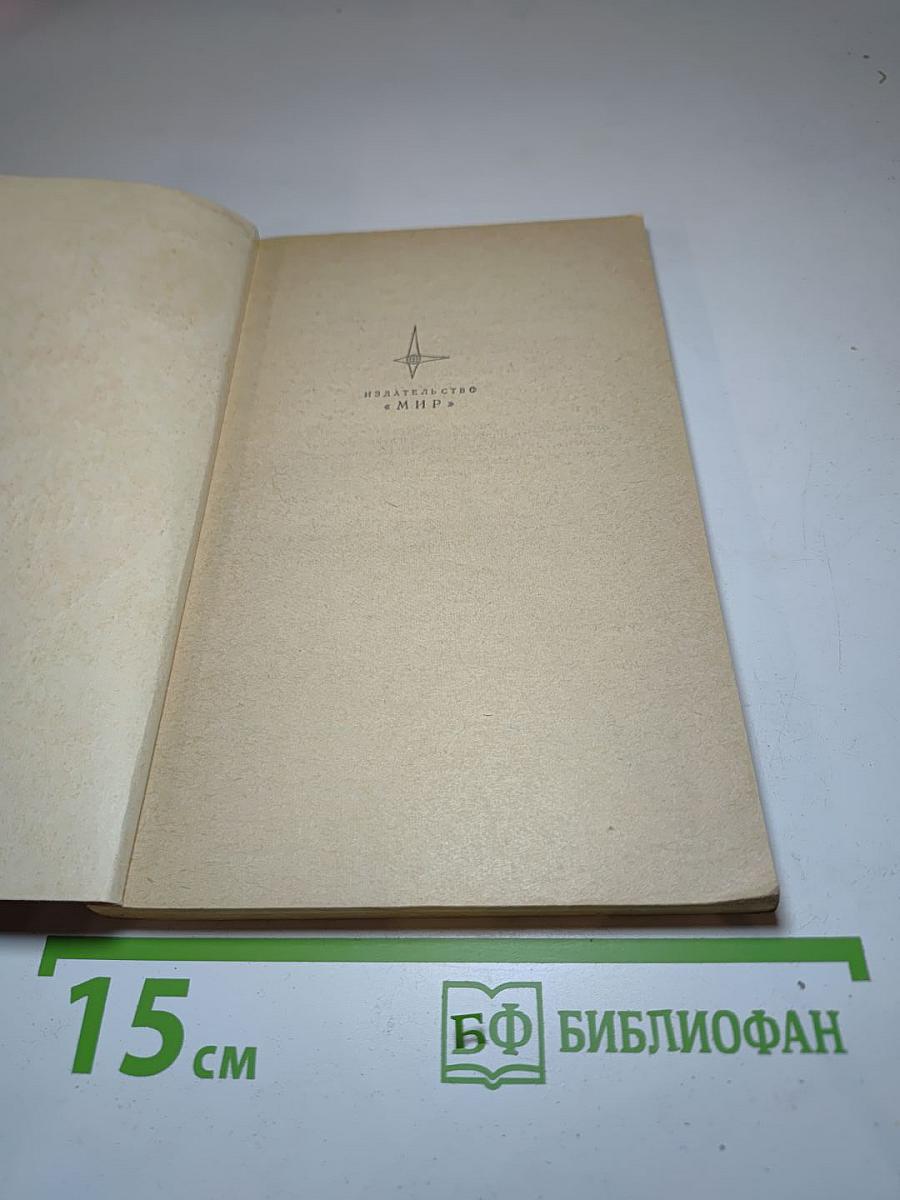 ИЗДАТЕЛЬСТВО
«МИР»
15 см
БФ БИБЛИОФАН